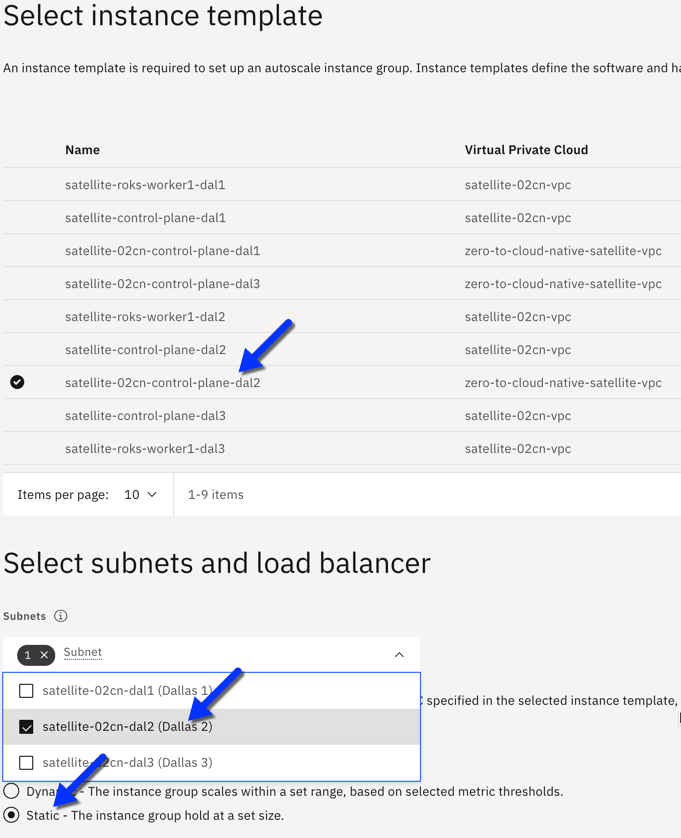 Select instance template
An instance template is required to set up an autoscale instance group. Instance templates define the software and ha
Name Virtual Private Cloud
satellite-roks-worker1-dal1 satellite-02cn-vpc
satellite-control-plane-dal1 satellite-02cn-vpc
satellite-02cn-control-plane-dal1 zero-to-cloud-native-satellite-vpc
satellite-02cn-control-plane-dal3 zero-to-cloud-native-satellite-vpc
satellite-roks-worker1-dal2 satellite-02cn-vpc
satellite-control-plane-dal2 satellite-02cn-vpc
satellite-02cn-control-plane-dal2 zero-to-cloud-native-satellite-vpc
satellite-control-plane-dal3 satellite-02cn-vpc
satellite-roks-worker1-dal3 satellite-02cn-vpc
Items per page: 10 1-9 items
Select subnets and load balancer
Subnets
1 × Subnet
satellite-02cn-dal1 (Dallas 1)
C specified in the selected instance template,
satellite-02cn-dal2 (Dallas 2)
satellite-02cn-dal3 (Dallas 3)
- The instance group scales within a set range, based on selected metric thresholds.
Static - The instance group hold at a set size.